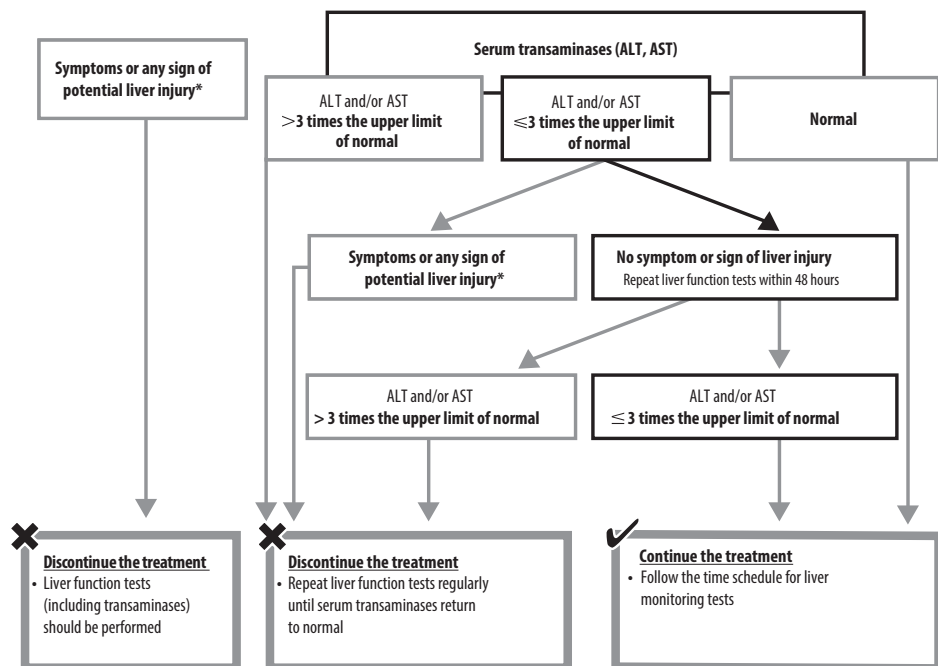 Serum transaminases (ALT, AST)
Symptoms or any sign of
potential liver injury*
ALT and/or AST
>3 times the upper limit
of normal
ALT and/or AST
≤3 times the upper limit
of normal
Normal
Symptoms or any sign of
potential liver injury*
No symptom or sign of liver injury
Repeat liver function tests within 48 hours
ALT and/or AST
> 3 times the upper limit of normal
ALT and/or AST
≤ 3 times the upper limit of normal
Discontinue the treatment
• Liver function tests
(including transaminases)
should be performed
Discontinue the treatment
• Repeat liver function tests regularly
until serum transaminases return
to normal
Continue the treatment
• Follow the time schedule for liver
monitoring tests